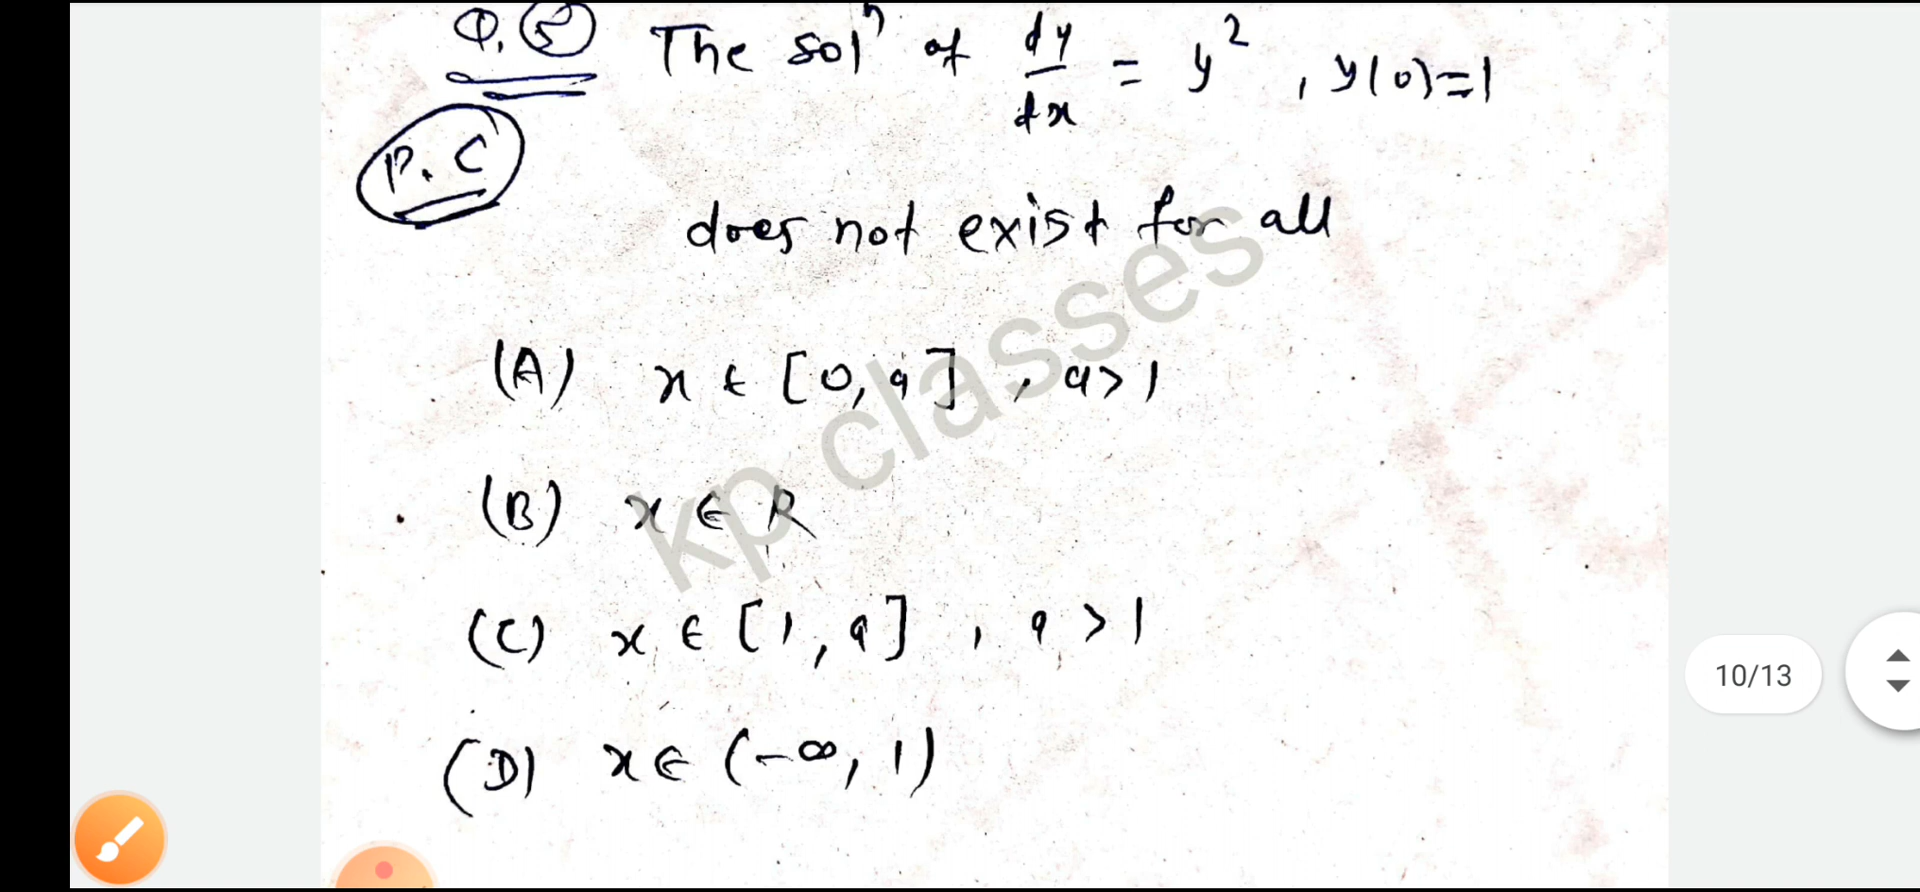 Q. 5 The solⁿ of dy/dx = y², y(0)=1
P.C
does not exist for all
kp classes
(A) x ∈ [0, a] , a>1
(B) x ∈ R
(C) x ∈ [1, a] , a > 1
10/13
(D) x ∈ (-∞, 1)